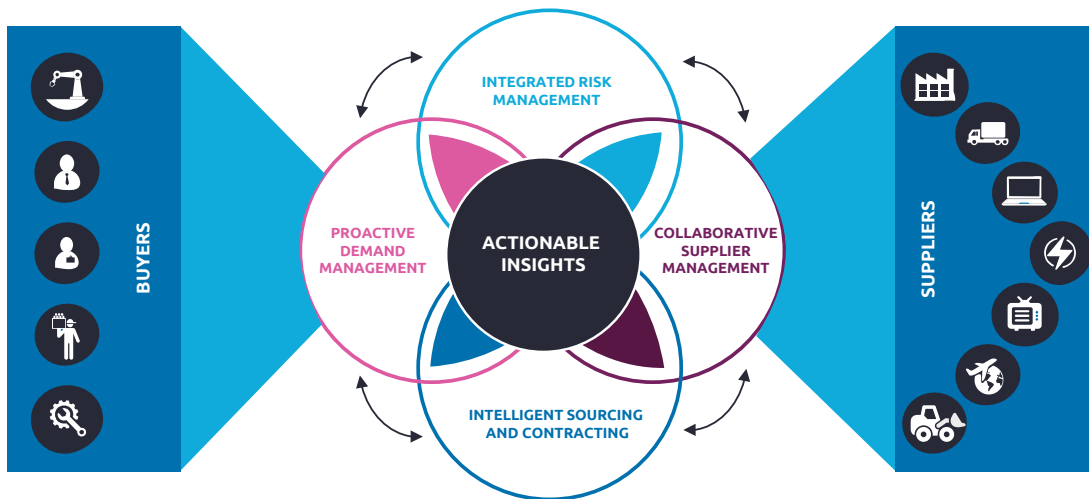 BUYERS
INTEGRATED RISK
MANAGEMENT
PROACTIVE
DEMAND
MANAGEMENT
ACTIONABLE
INSIGHTS
COLLABORATIVE
SUPPLIER
MANAGEMENT
INTELLIGENT SOURCING
AND CONTRACTING
SUPPLIERS